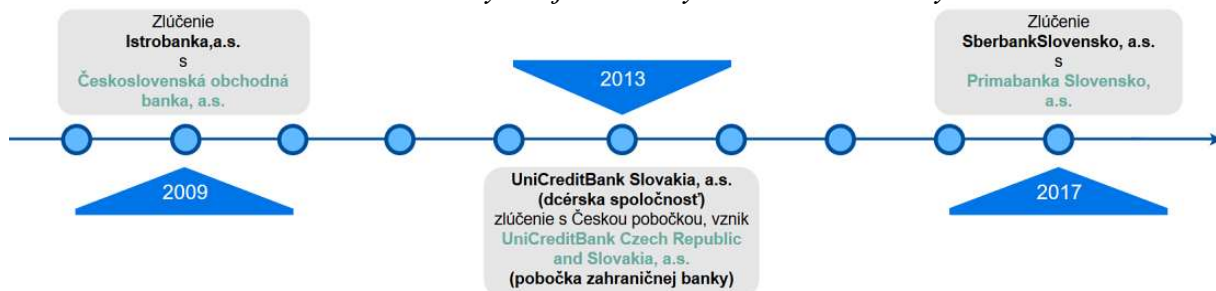 Zlúčenie
Istrobanka,a.s.
s
Československá obchodná
banka, a.s.
2009
2013
UniCreditBank Slovakia, a.s.
(dcérska spoločnosť)
zlúčenie s Českou pobočkou, vznik
UniCreditBank Czech Republic
and Slovakia, a.s.
(pobočka zahraničnej banky)
Zlúčenie
SberbankSlovensko, a.s.
s
Primabanka Slovensko,
a.s.
2017